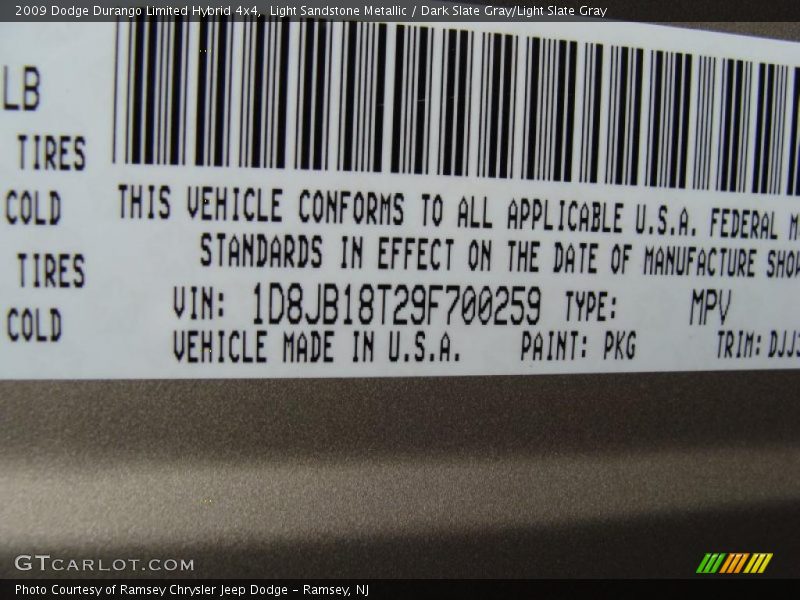 2009 Dodge Durango Limited Hybrid 4x4,  Light Sandstone Metallic / Dark Slate Gray/Light Slate Gray
LB
TIRES
COLD
TIRES
COLD
THIS VEHICLE CONFORMS TO ALL APPLICABLE U.S.A. FEDERAL M
STANDARDS IN EFFECT ON THE DATE OF MANUFACTURE SHOW
VIN: 1D8JB18T29F700259 TYPE: MPV
VEHICLE MADE IN U.S.A. PAINT: PKG TRIM: DJJ3
GTCARLOT.COM
Photo Courtesy of Ramsey Chrysler Jeep Dodge – Ramsey, NJ